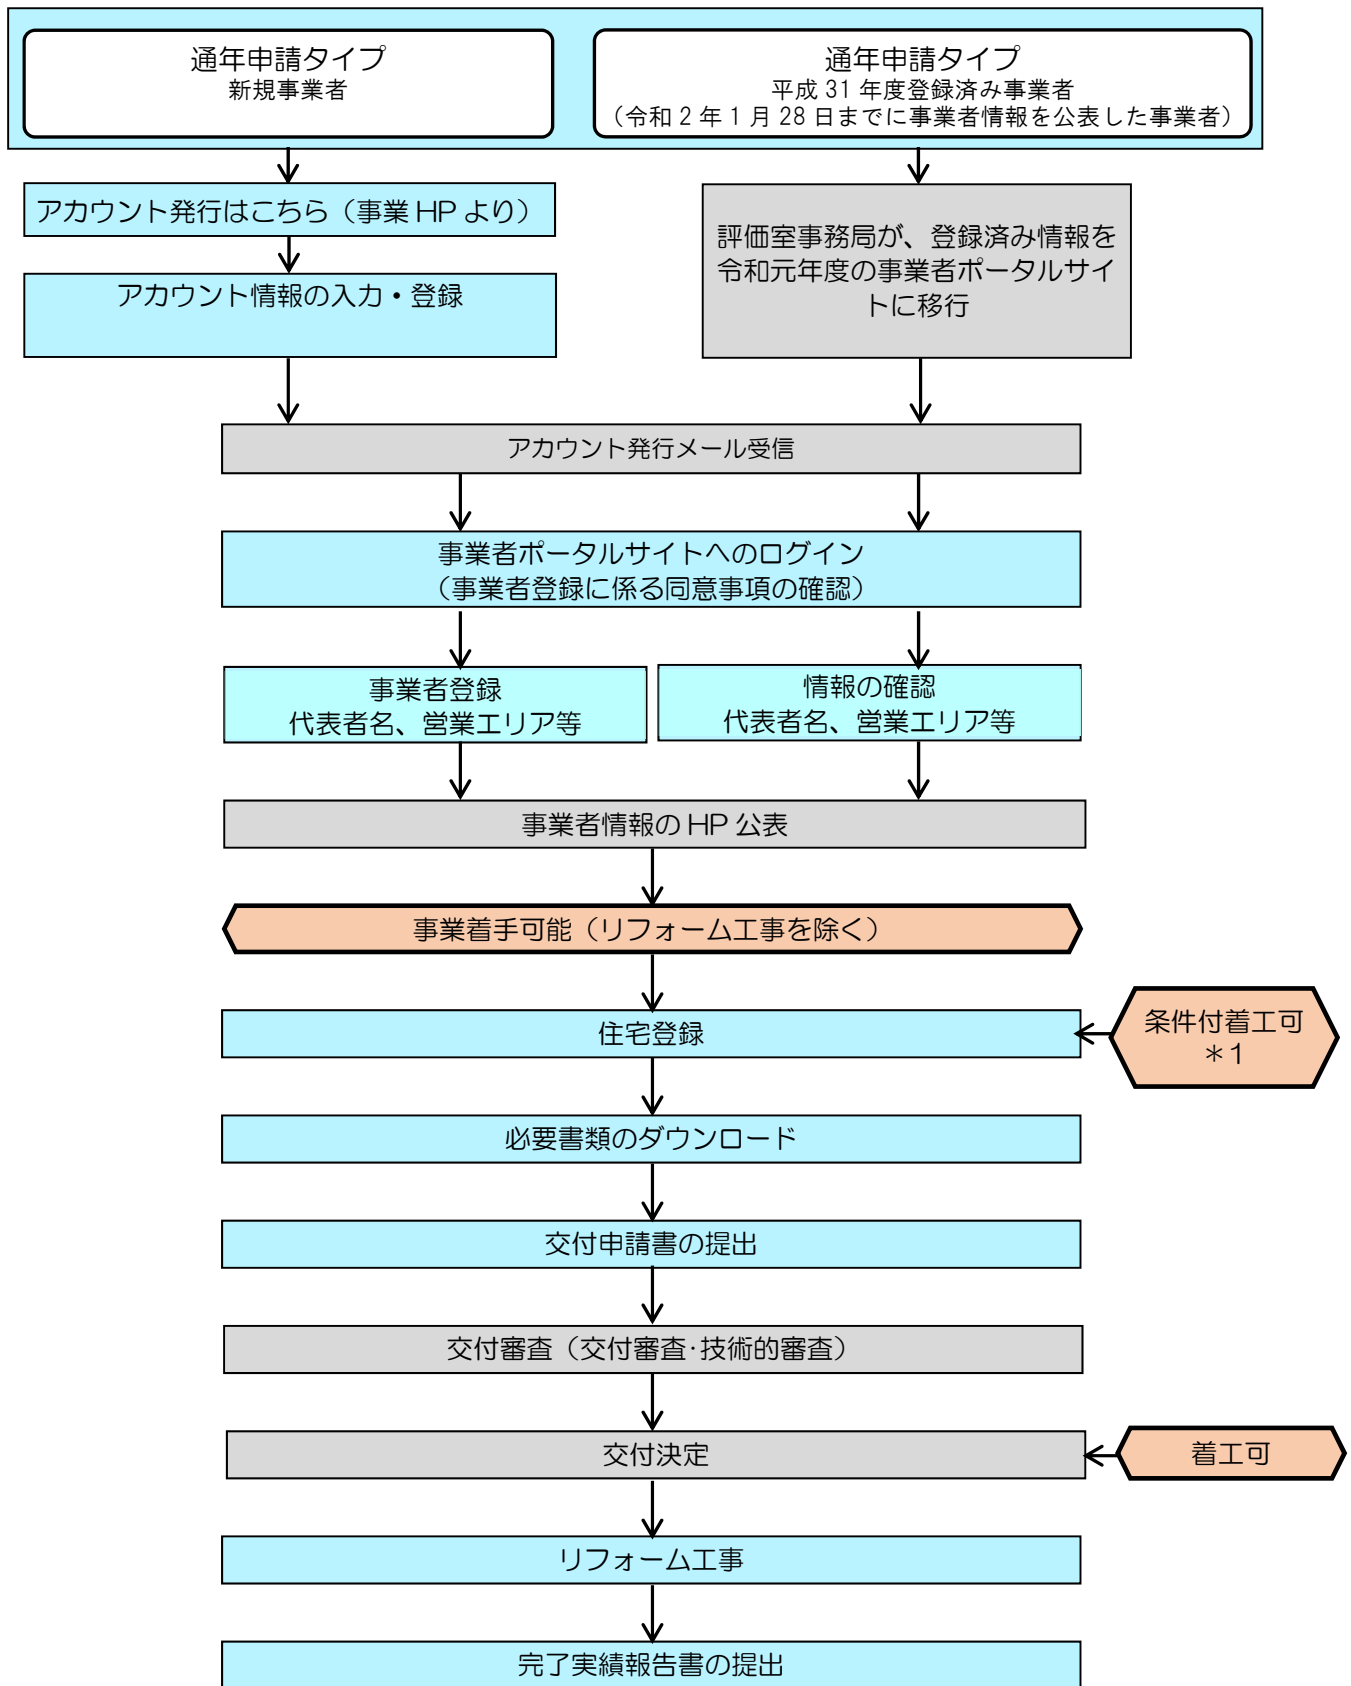 通年申請タイプ
新規事業者
通年申請タイプ
平成 31 年度登録済み事業者
（令和 2 年 1 月 28 日までに事業者情報を公表した事業者）
アカウント発行はこちら（事業 HP より）
アカウント情報の入力・登録
評価室事務局が、登録済み情報を
令和元年度の事業者ポータルサイ
トに移行
アカウント発行メール受信
事業者ポータルサイトへのログイン
（事業者登録に係る同意事項の確認）
事業者登録
代表者名、営業エリア等
情報の確認
代表者名、営業エリア等
事業者情報の HP 公表
事業着手可能（リフォーム工事を除く）
住宅登録
条件付着工可
＊1
必要書類のダウンロード
交付申請書の提出
交付審査（交付審査･技術的審査）
交付決定
着工可
リフォーム工事
完了実績報告書の提出